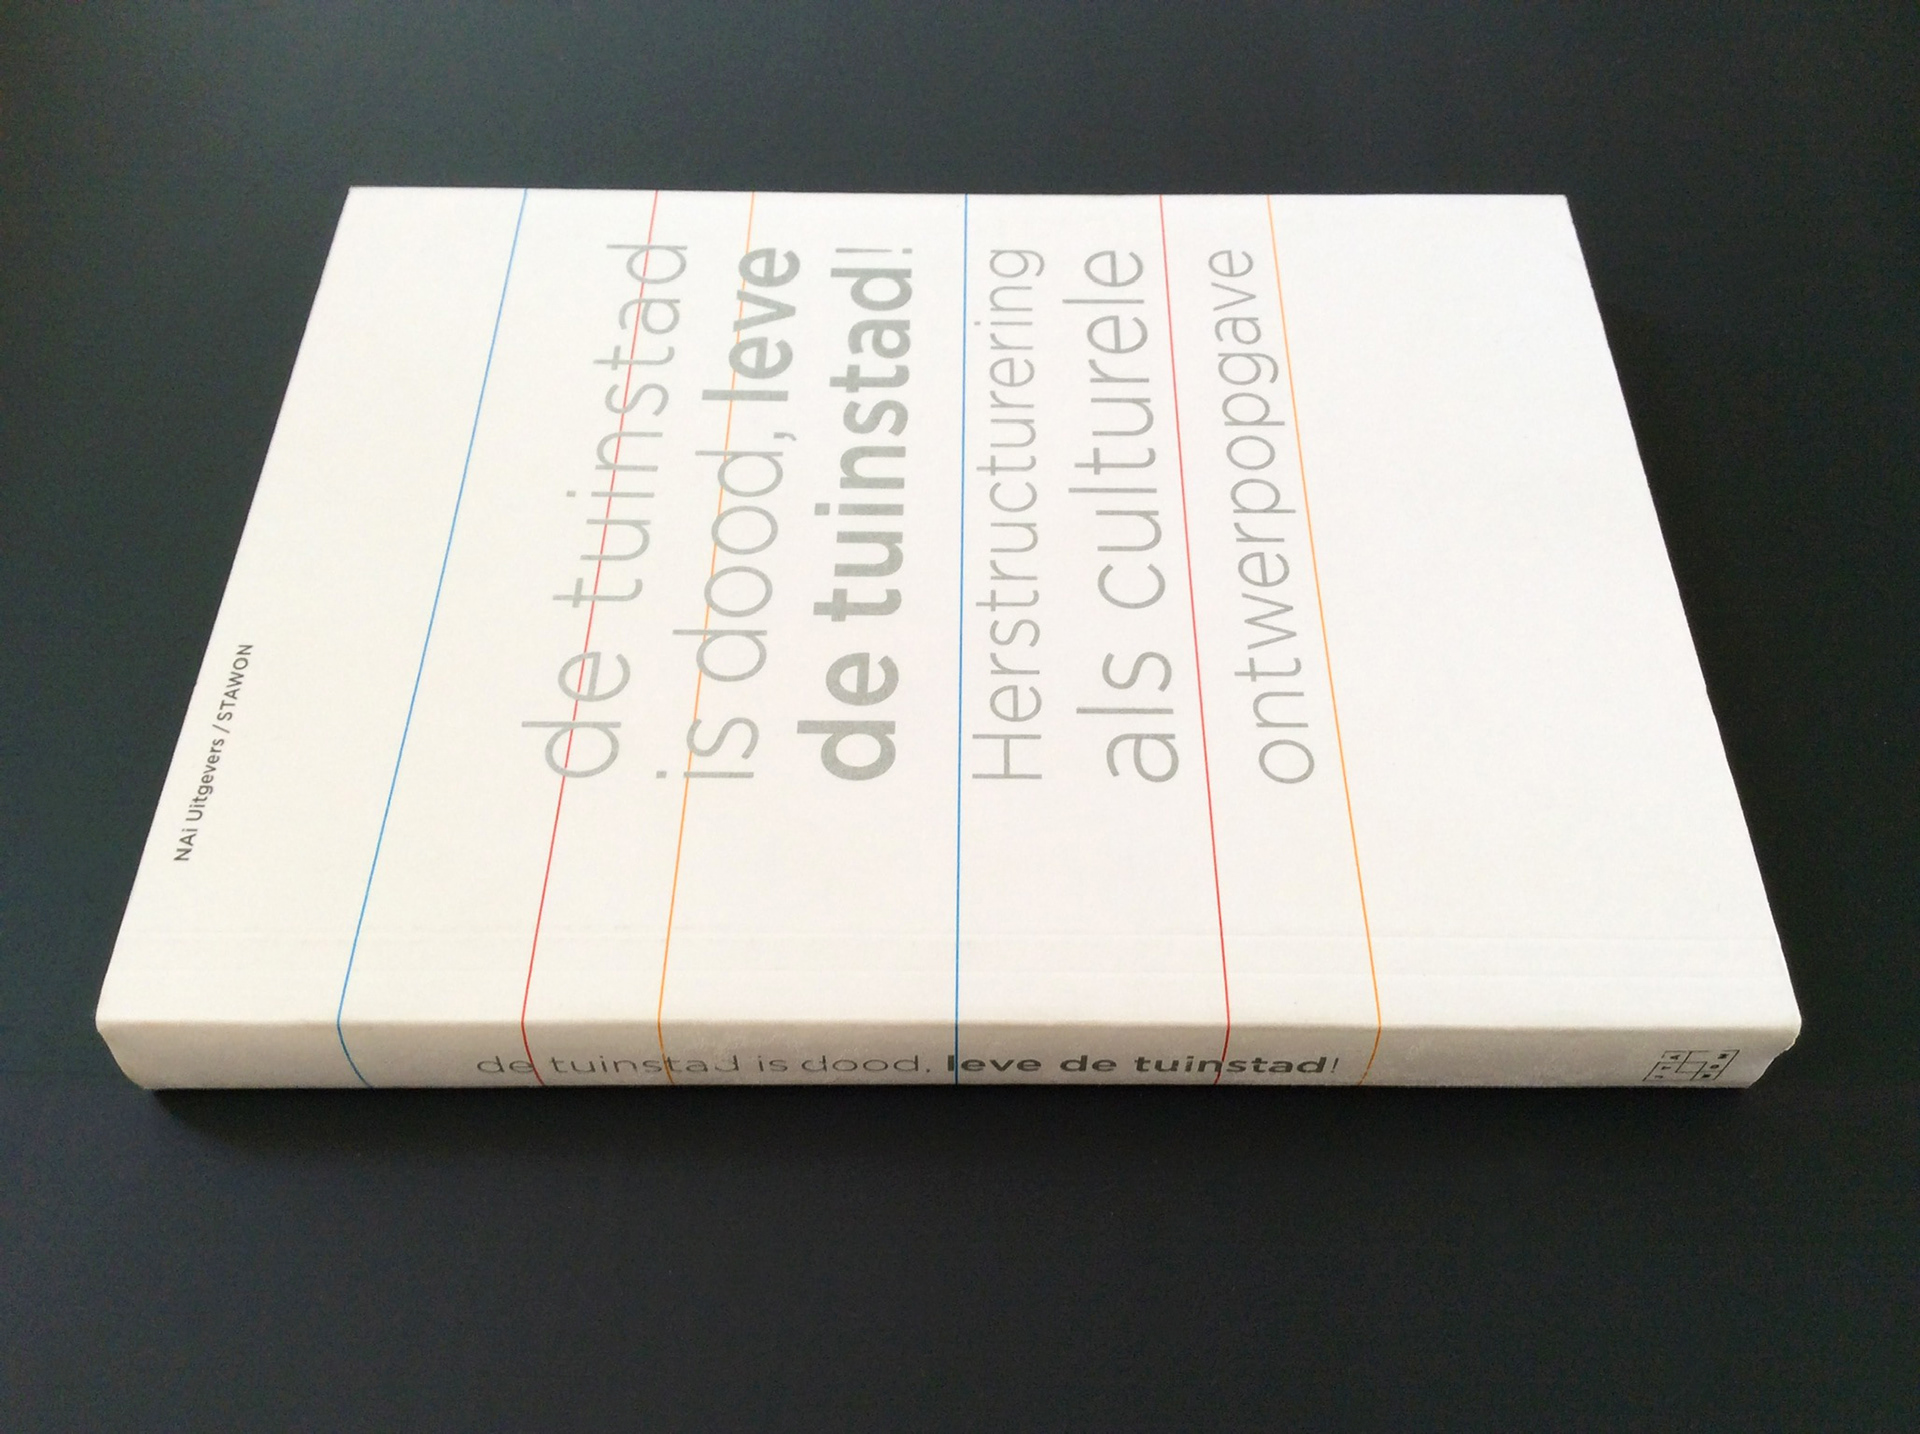 NAi Uitgevers / STAWON
de tuinstad
is dood, leve
de tuinstad!
Herstructurering
als culturele
ontwerpopgave
de tuinstad is dood, leve de tuinstad!